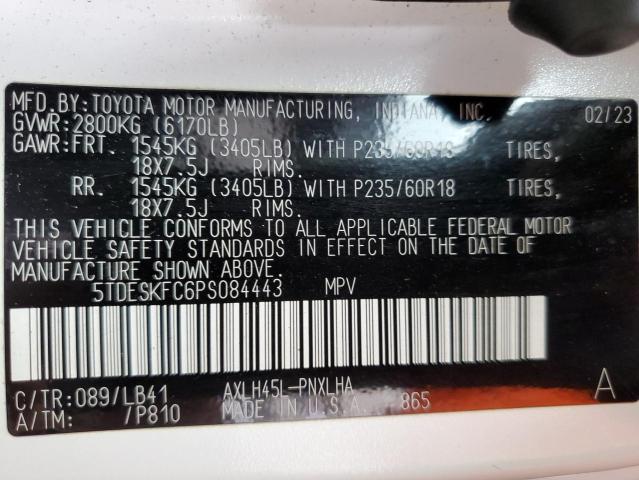 MFD.BY:TOYOTA MOTOR MANUFACTURING, INDIANA, INC. 02/23
GVWR:2800KG (6170LB)
GAWR:FRT. 1545KG (3405LB) WITH P235/60R18 TIRES,
18X7.5J RIMS.
RR. 1545KG (3405LB) WITH P235/60R18 TIRES,
18X7.5J RIMS.
THIS VEHICLE CONFORMS TO ALL APPLICABLE FEDERAL MOTOR
VEHICLE SAFETY STANDARDS IN EFFECT ON THE DATE OF
MANUFACTURE SHOWN ABOVE.
5TDESKFC6PS084443 MPV
C/TR:089/LB41 AXLH45L-PNXLHA A
A/TM: /P810 MADE IN U.S.A. 865